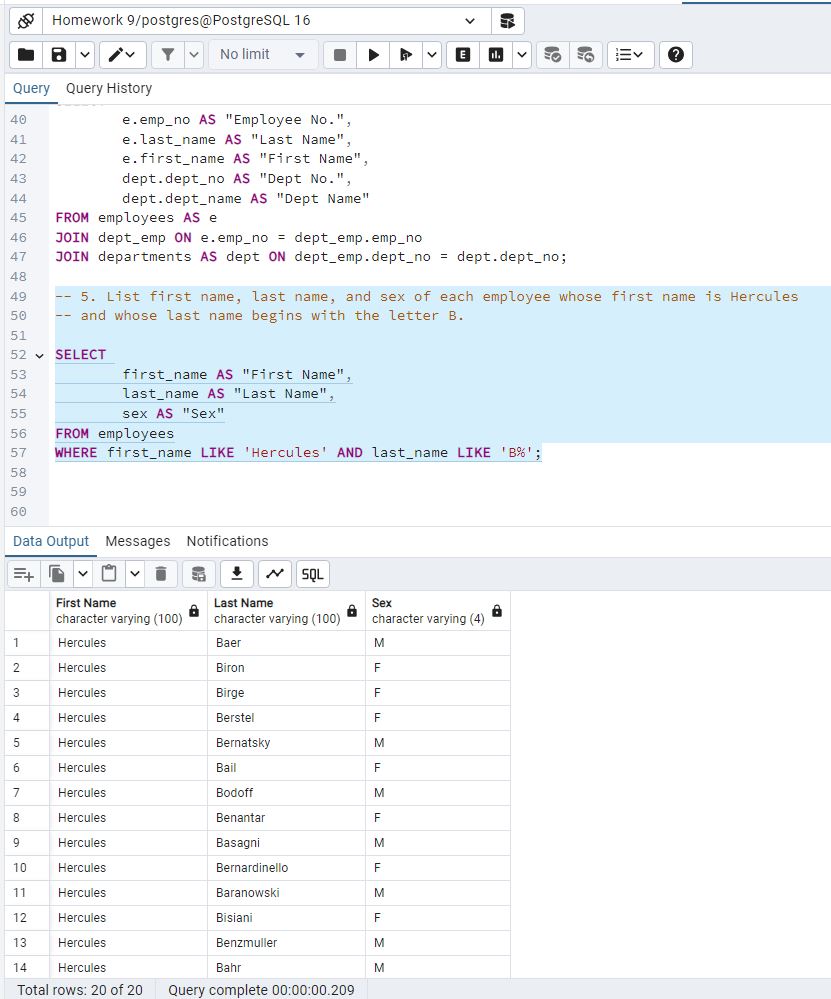 Homework 9/postgres@PostgreSQL 16
No limit
E
Query Query History
40 e.emp_no AS "Employee No.",
41 e.last_name AS "Last Name",
42 e.first_name AS "First Name",
43 dept.dept_no AS "Dept No.",
44 dept.dept_name AS "Dept Name"
45 FROM employees AS e
46 JOIN dept_emp ON e.emp_no = dept_emp.emp_no
47 JOIN departments AS dept ON dept_emp.dept_no = dept.dept_no;
48
49 -- 5. List first name, last name, and sex of each employee whose first name is Hercules
50 -- and whose last name begins with the letter B.
51
52 SELECT
53 first_name AS "First Name",
54 last_name AS "Last Name",
55 sex AS "Sex"
56 FROM employees
57 WHERE first_name LIKE 'Hercules' AND last_name LIKE 'B%';
58
59
60
Data Output Messages Notifications
SQL
First Name Last Name Sex
character varying (100) character varying (100) character varying (4)
1 Hercules Baer M
2 Hercules Biron F
3 Hercules Birge F
4 Hercules Berstel F
5 Hercules Bernatsky M
6 Hercules Bail F
7 Hercules Bodoff M
8 Hercules Benantar F
9 Hercules Basagni M
10 Hercules Bernardinello F
11 Hercules Baranowski M
12 Hercules Bisiani F
13 Hercules Benzmuller M
14 Hercules Bahr M
Total rows: 20 of 20 Query complete 00:00:00.209